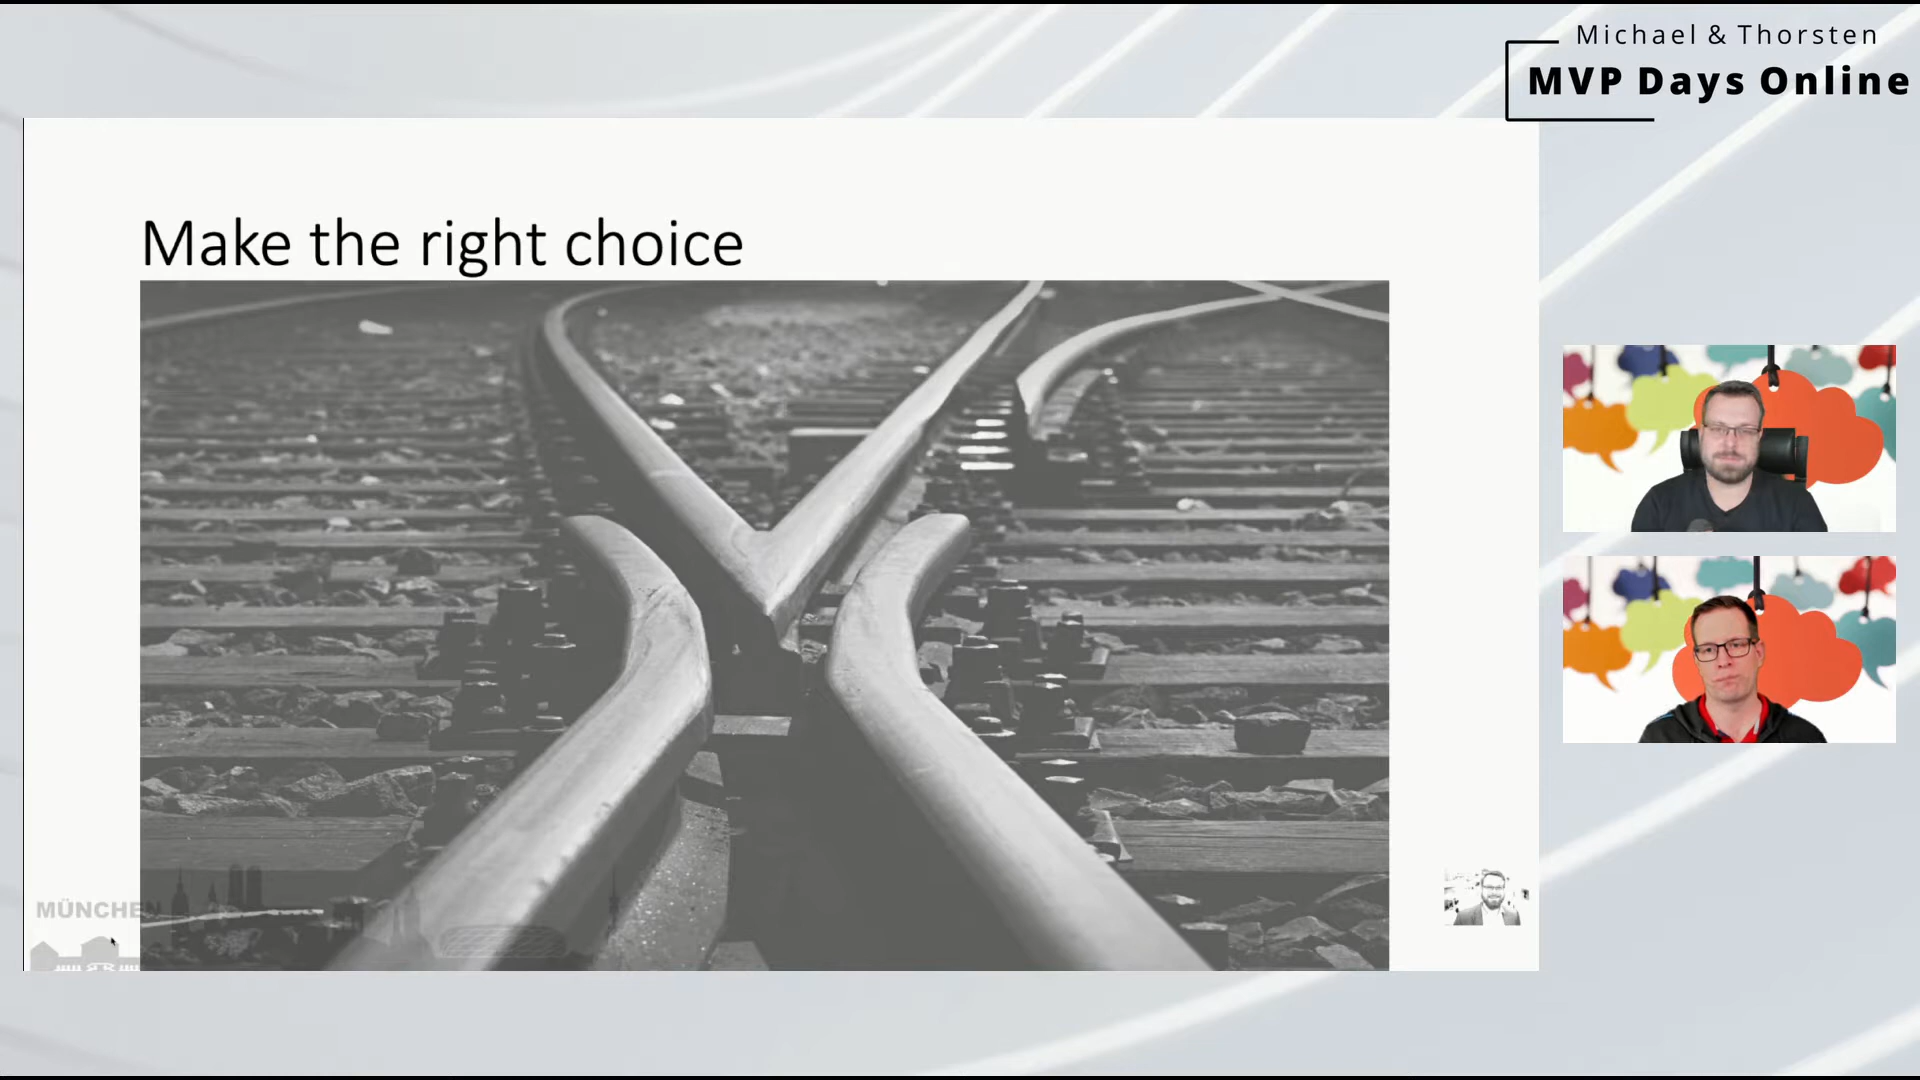 Michael & Thorsten
MVP Days Online
Make the right choice
MÜNCHEN